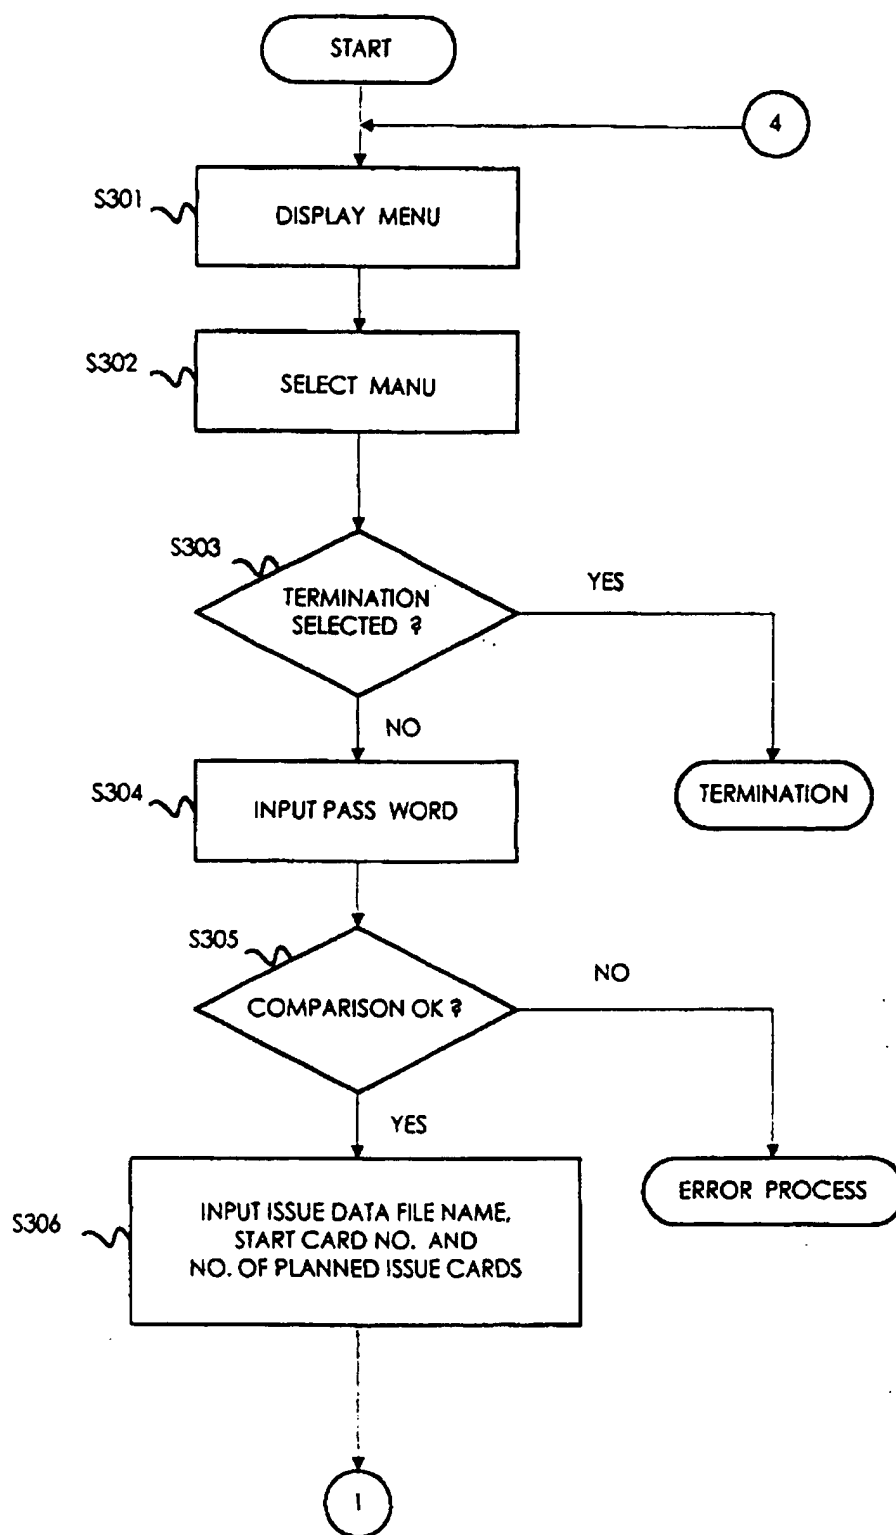 START
4
S301
DISPLAY MENU
S302
SELECT MANU
S303
TERMINATION
SELECTED ?
YES
NO
S304
INPUT PASS WORD
TERMINATION
S305
COMPARISON OK ?
NO
YES
S306
INPUT ISSUE DATA FILE NAME,
START CARD NO. AND
NO. OF PLANNED ISSUE CARDS
ERROR PROCESS
1